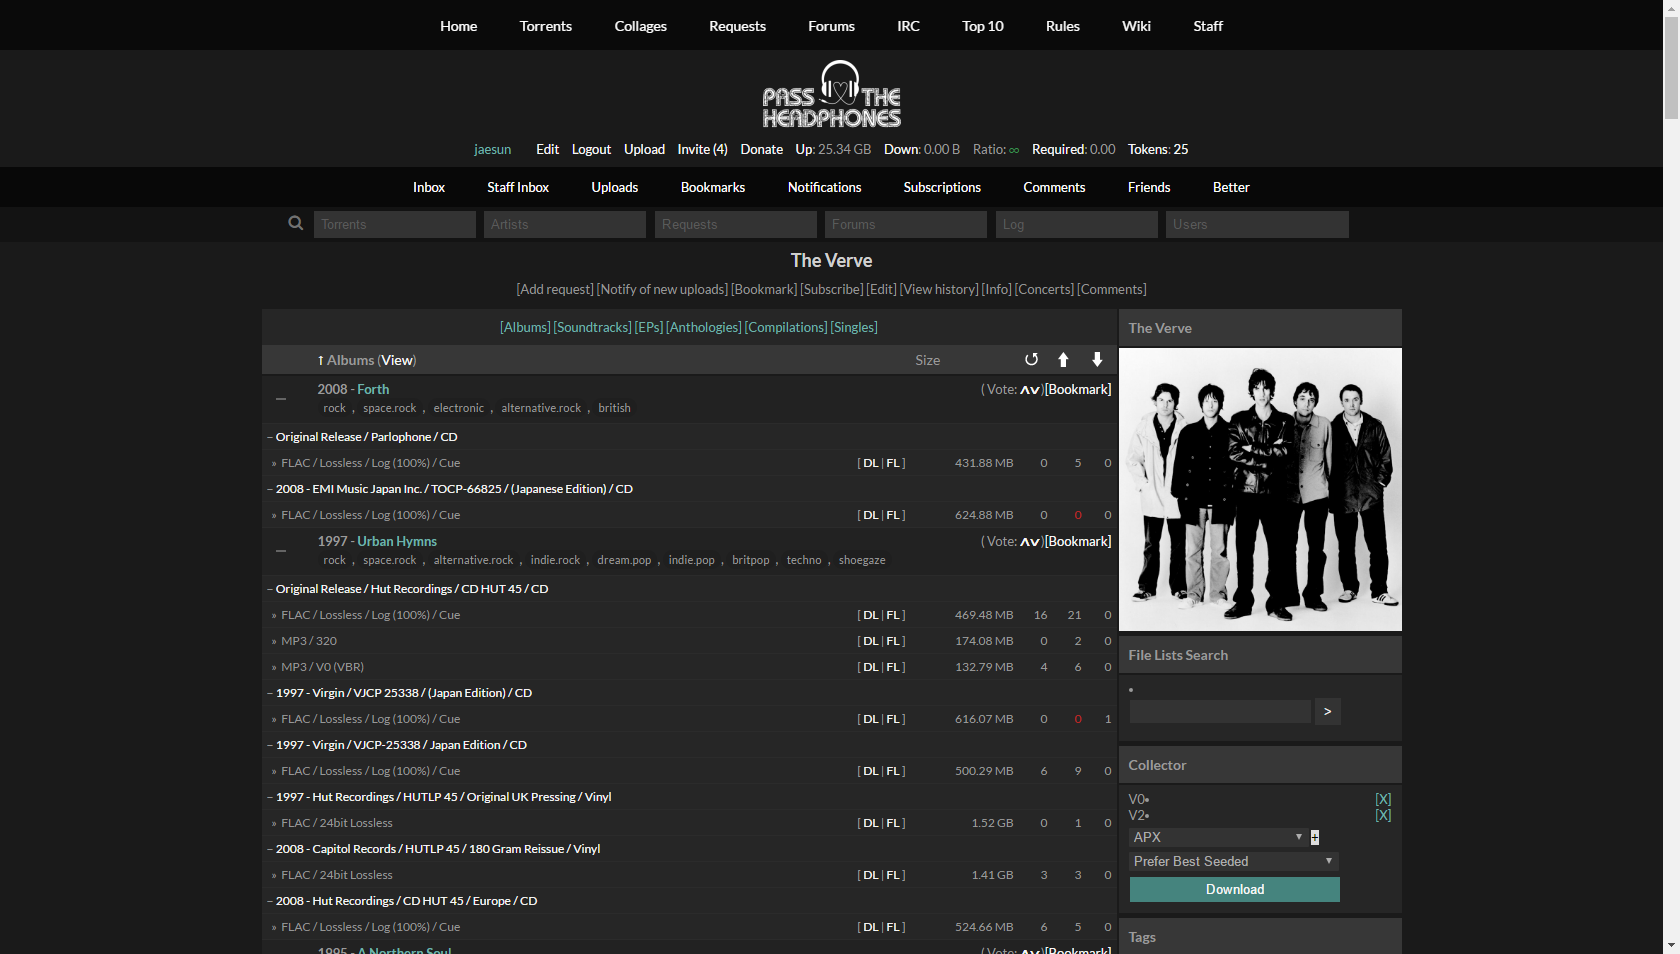 Home Torrents Collages Requests Forums IRC Top 10 Rules Wiki Staff
PASS THE
HEADPHONES
jaesun Edit Logout Upload Invite (4) Donate Up: 25.34 GB Down: 0.00 B Ratio: ∞ Required: 0.00 Tokens: 25
Inbox Staff Inbox Uploads Bookmarks Notifications Subscriptions Comments Friends Better
Torrents Artists Requests Forums Log Users
The Verve
[Add request] [Notify of new uploads] [Bookmark] [Subscribe] [Edit] [View history] [Info] [Concerts] [Comments]
[Albums] [Soundtracks] [EPs] [Anthologies] [Compilations] [Singles]
↑ Albums (View) Size
2008 - Forth (Vote: ∧∨)[Bookmark]
rock , space.rock , electronic , alternative.rock , british
– Original Release / Parlophone / CD
» FLAC / Lossless / Log (100%) / Cue [ DL | FL ] 431.88 MB 0 5 0
– 2008 - EMI Music Japan Inc. / TOCP-66825 / (Japanese Edition) / CD
» FLAC / Lossless / Log (100%) / Cue [ DL | FL ] 624.88 MB 0 0 0
1997 - Urban Hymns (Vote: ∧∨)[Bookmark]
rock , space.rock , alternative.rock , indie.rock , dream.pop , indie.pop , britpop , techno , shoegaze
– Original Release / Hut Recordings / CD HUT 45 / CD
» FLAC / Lossless / Log (100%) / Cue [ DL | FL ] 469.48 MB 16 21 0
» MP3 / 320 [ DL | FL ] 174.08 MB 0 2 0
» MP3 / V0 (VBR) [ DL | FL ] 132.79 MB 4 6 0
– 1997 - Virgin / VJCP 25338 / (Japan Edition) / CD
» FLAC / Lossless / Log (100%) / Cue [ DL | FL ] 616.07 MB 0 0 1
– 1997 - Virgin / VJCP-25338 / Japan Edition / CD
» FLAC / Lossless / Log (100%) / Cue [ DL | FL ] 500.29 MB 6 9 0
– 1997 - Hut Recordings / HUTLP 45 / Original UK Pressing / Vinyl
» FLAC / 24bit Lossless [ DL | FL ] 1.52 GB 0 1 0
– 2008 - Capitol Records / HUTLP 45 / 180 Gram Reissue / Vinyl
» FLAC / 24bit Lossless [ DL | FL ] 1.41 GB 3 3 0
– 2008 - Hut Recordings / CD HUT 45 / Europe / CD
» FLAC / Lossless / Log (100%) / Cue [ DL | FL ] 524.66 MB 6 5 0
1995 - A Northern Soul (Vote: ∧∨)[Bookmark]
The Verve
File Lists Search
>
Collector
V0• [X]
V2• [X]
APX +
Prefer Best Seeded
Download
Tags